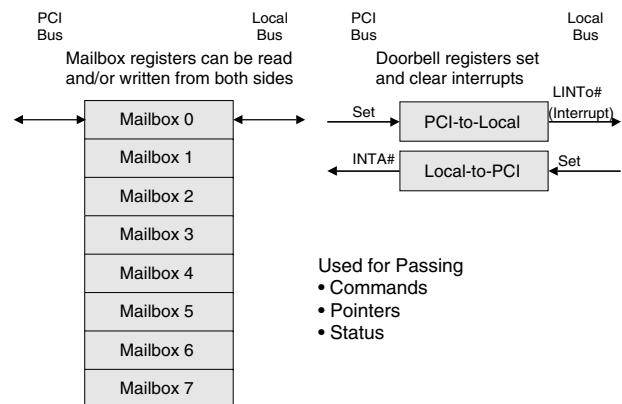 PCI
Bus
Local
Bus
Mailbox registers can be read
and/or written from both sides
Mailbox 0
Mailbox 1
Mailbox 2
Mailbox 3
Mailbox 4
Mailbox 5
Mailbox 6
Mailbox 7
PCI
Bus
Local
Bus
Doorbell registers set
and clear interrupts
Set
PCI-to-Local
LINTo#
(Interrupt)
INTA#
Local-to-PCI
Set
Used for Passing
• Commands
• Pointers
• Status